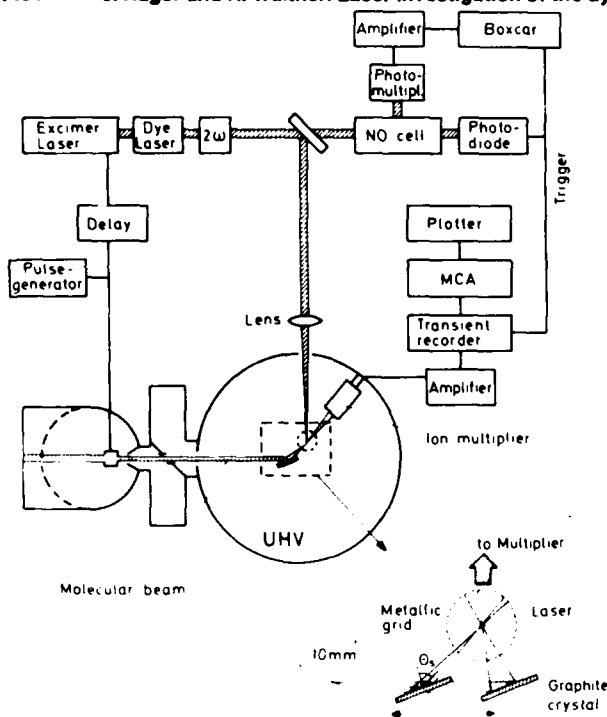 Amplifier
Boxcar
Photo-
multipl.
Excimer
Laser
Dye
Laser
2ω
NO cell
Photo-
diode
Trigger
Delay
Plotter
Pulse-
generator
MCA
Lens
Transient
recorder
Amplifier
Ion multiplier
UHV
Molecular beam
to Multiplier
Metallic
grid
Laser
10mm
Θs
Graphite
crystal